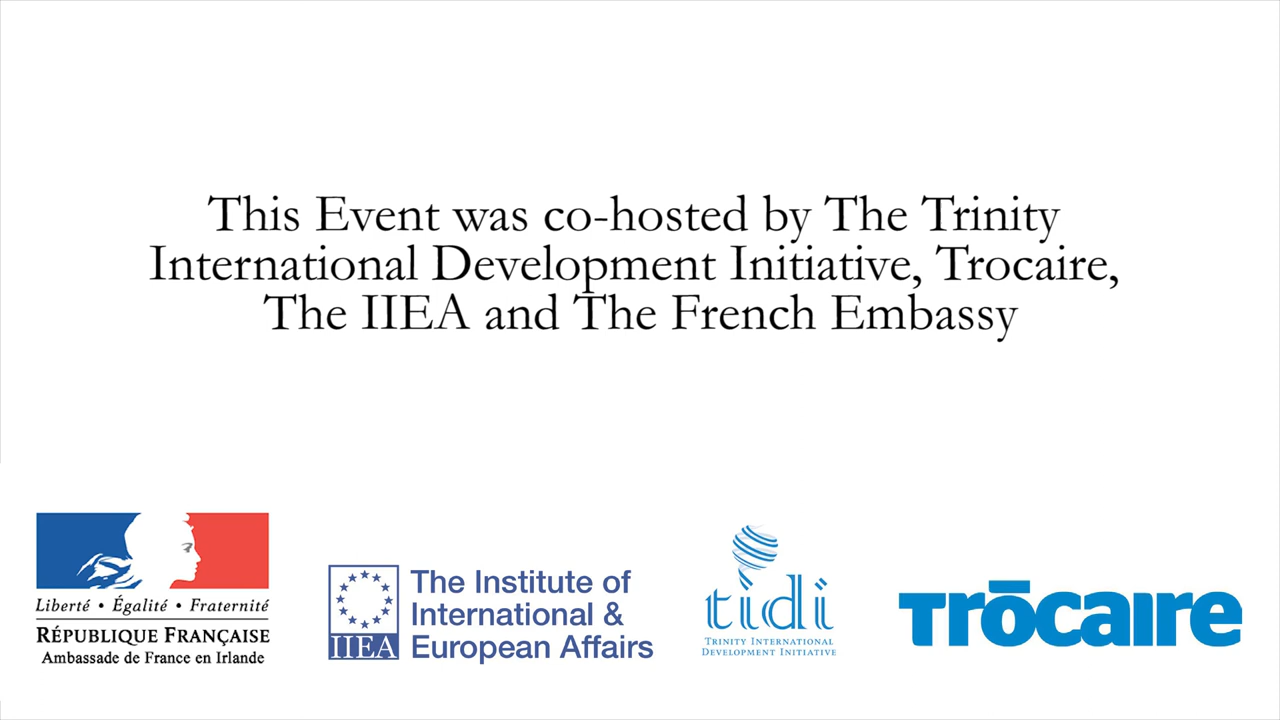 This Event was co-hosted by The Trinity
International Development Initiative, Trocaire,
The IIEA and The French Embassy
Liberté • Égalité • Fraternité
RÉPUBLIQUE FRANÇAISE
Ambassade de France en Irlande
IIEA
The Institute of
International &
European Affairs
tidi
TRINITY INTERNATIONAL
DEVELOPMENT INITIATIVE
Trōcaire